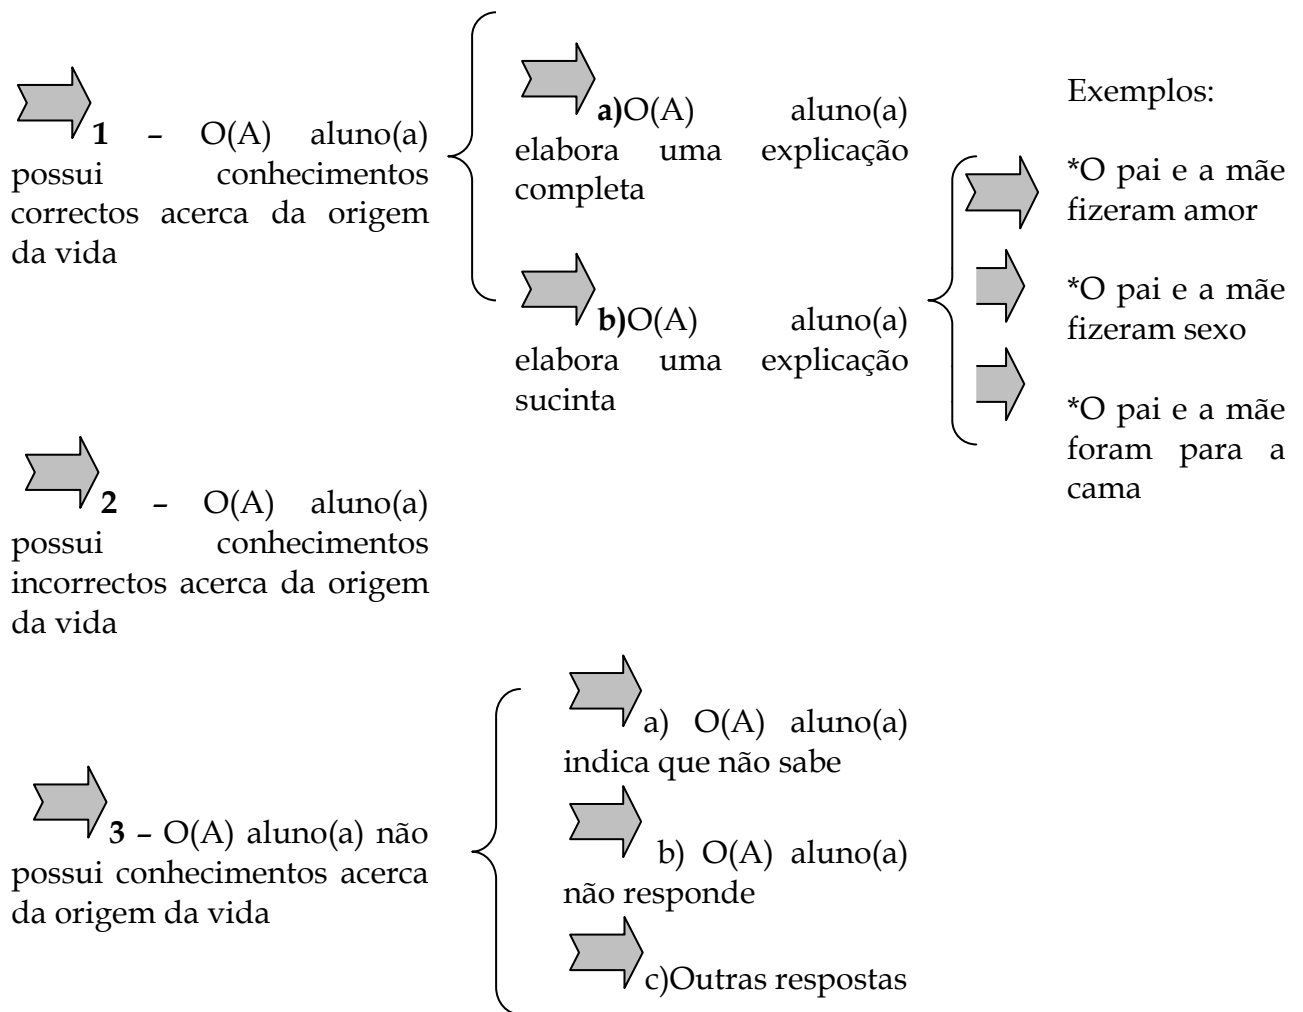 1 – O(A) aluno(a)
possui conhecimentos
correctos acerca da origem
da vida
a)O(A) aluno(a)
elabora uma explicação
completa
b)O(A) aluno(a)
elabora uma explicação
sucinta
Exemplos:
*O pai e a mãe
fizeram amor
*O pai e a mãe
fizeram sexo
*O pai e a mãe
foram para a
cama
2 – O(A) aluno(a)
possui conhecimentos
incorrectos acerca da origem
da vida
3 – O(A) aluno(a) não
possui conhecimentos acerca
da origem da vida
a) O(A) aluno(a)
indica que não sabe
b) O(A) aluno(a)
não responde
c)Outras respostas